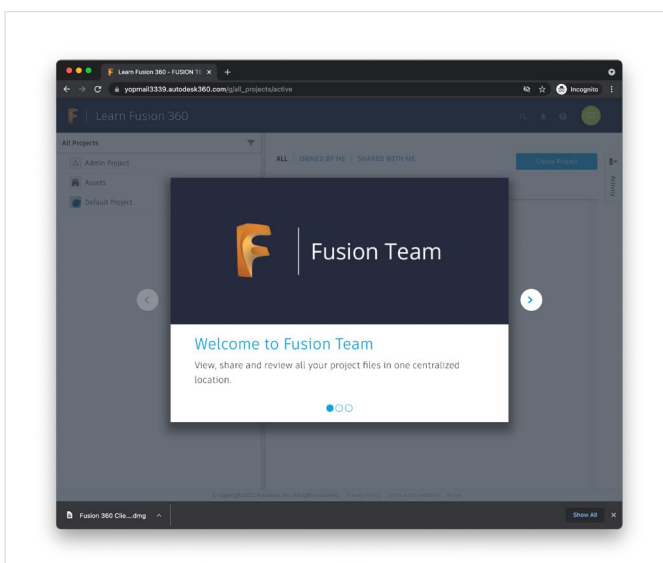 Learn Fusion 360 - FUSION TE
yopmail3339.autodesk360.com/g/all_projects/active
Incognito
Learn Fusion 360
All Projects
ALL OWNED BY ME SHARED WITH ME
Create Project
Admin Project
Assets
Default Project
Activity
Fusion Team
Welcome to Fusion Team
View, share and review all your project files in one centralized
location.
Fusion 360 Clie....dmg
Show All